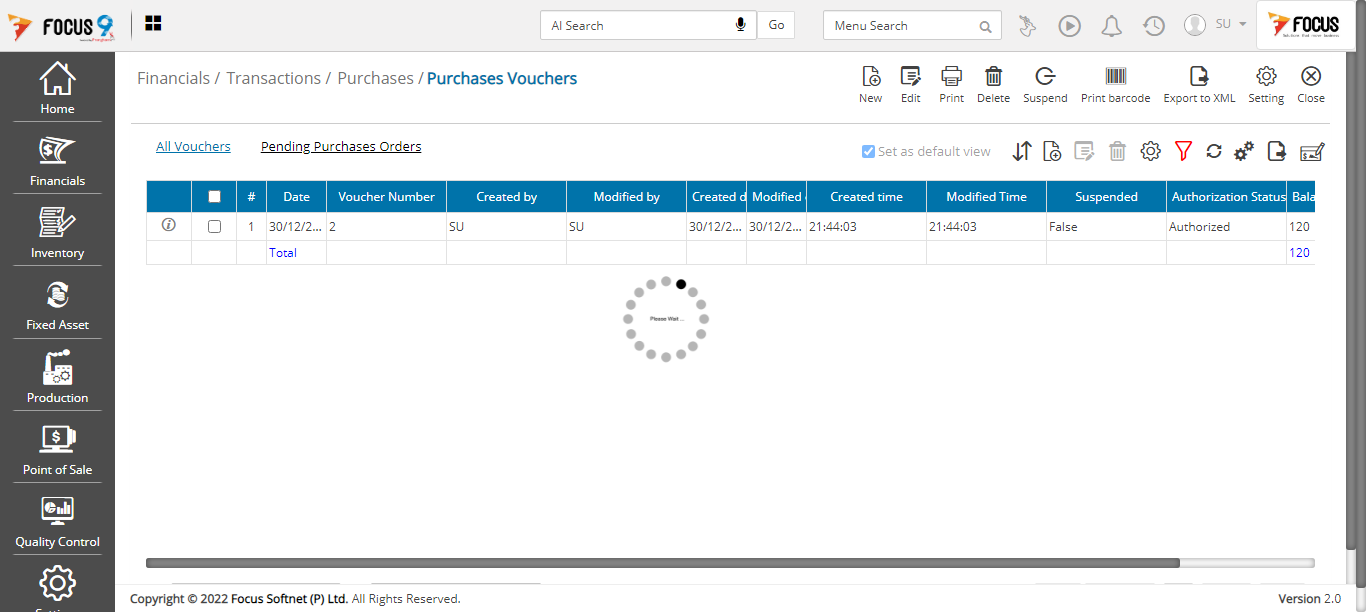 FOCUS 9
AI Search
Go
Menu Search
SU
FOCUS
Home
Financials
Inventory
Fixed Asset
Production
Point of Sale
Quality Control
Financials / Transactions / Purchases / Purchases Vouchers
New
Edit
Print
Delete
Suspend
Print barcode
Export to XML
Setting
Close
All Vouchers
Pending Purchases Orders
Set as default view
# Date Voucher Number Created by Modified by Created d Modified Created time Modified Time Suspended Authorization Status Bala
1 30/12/2... 2 SU SU 30/12/2... 30/12/2... 21:44:03 21:44:03 False Authorized 120
Total 120
Please Wait ...
Copyright © 2022 Focus Softnet (P) Ltd. All Rights Reserved.
Version 2.0